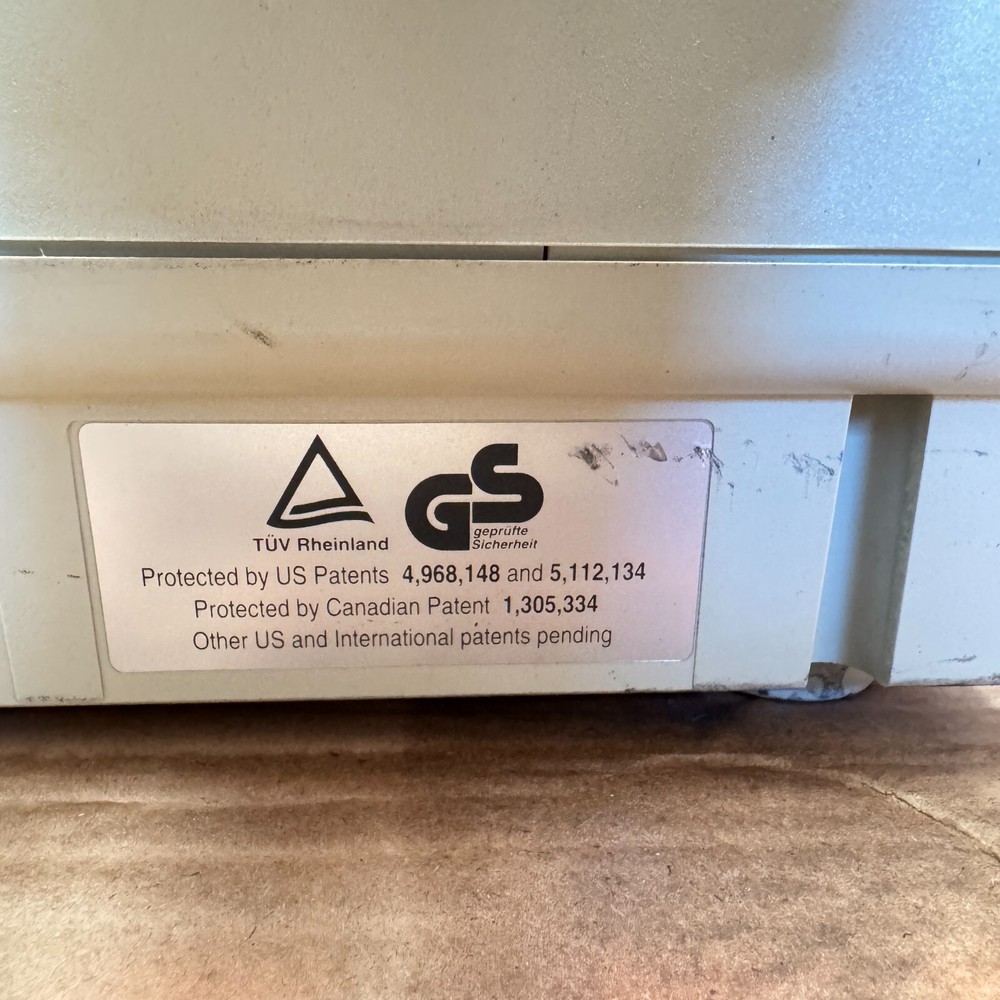 TÜV Rheinland
GS
geprüfte
Sicherheit
Protected by US Patents 4,968,148 and 5,112,134
Protected by Canadian Patent 1,305,334
Other US and International patents pending